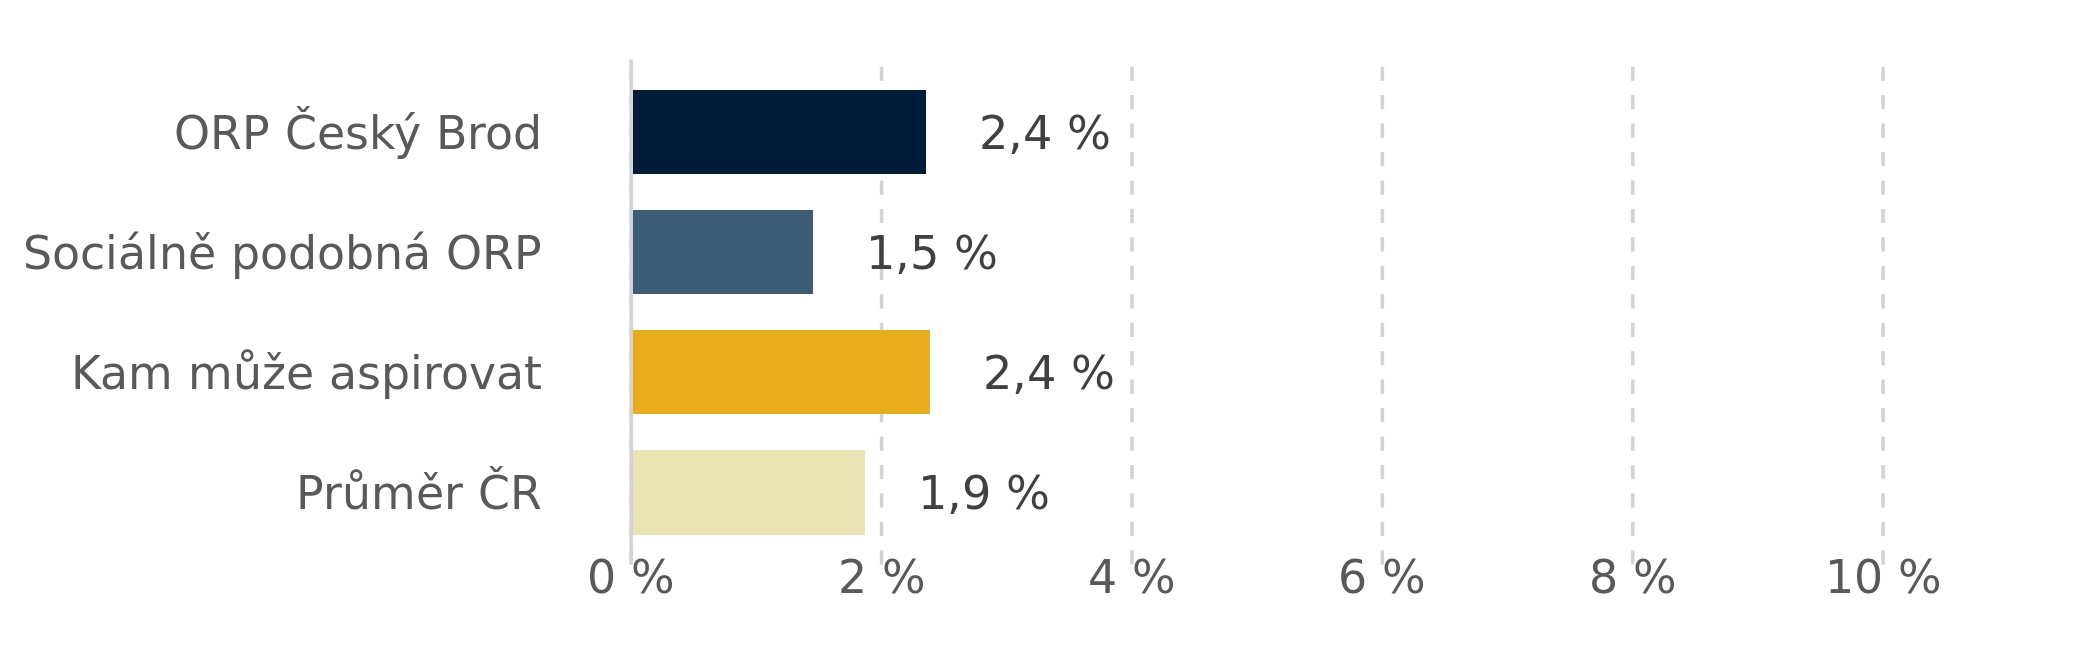 ORP Český Brod 2,4 %
Sociálně podobná ORP 1,5 %
Kam může aspirovat 2,4 %
Průměr ČR 1,9 %
0 % 2 % 4 % 6 % 8 % 10 %